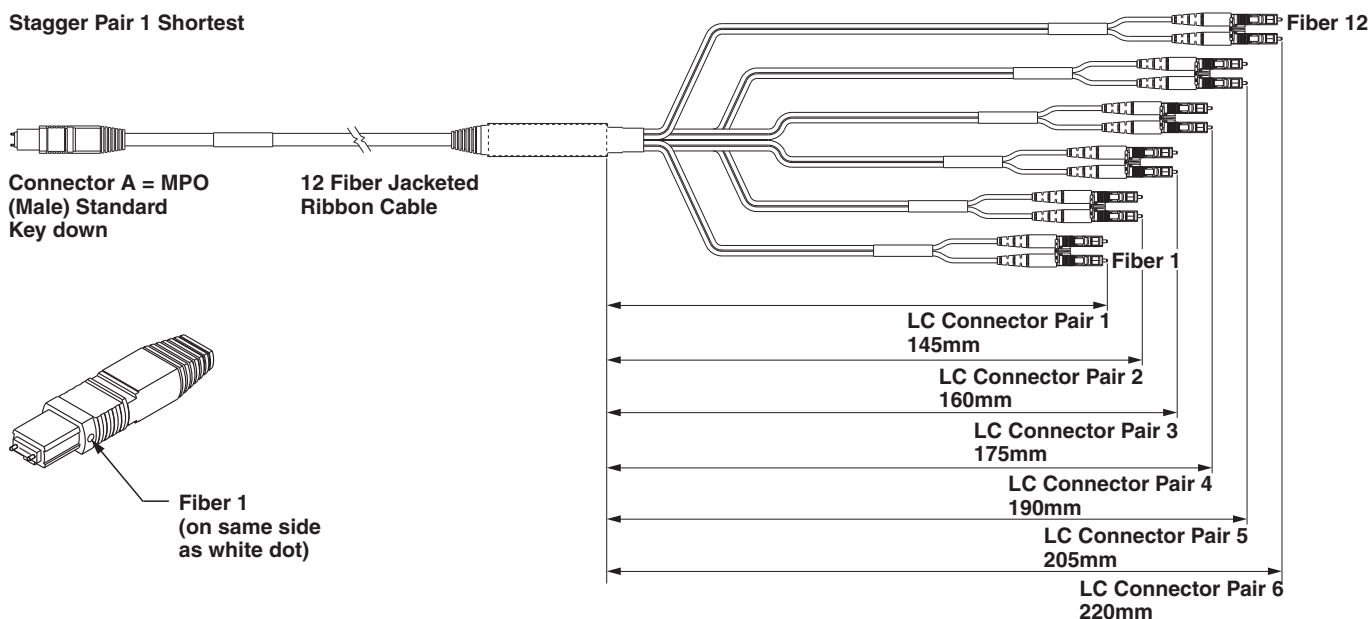 Stagger Pair 1 Shortest
Fiber 12
Connector A = MPO
(Male) Standard
Key down
12 Fiber Jacketed
Ribbon Cable
Fiber 1
LC Connector Pair 1
145mm
LC Connector Pair 2
160mm
LC Connector Pair 3
175mm
LC Connector Pair 4
190mm
LC Connector Pair 5
205mm
LC Connector Pair 6
220mm
Fiber 1
(on same side
as white dot)